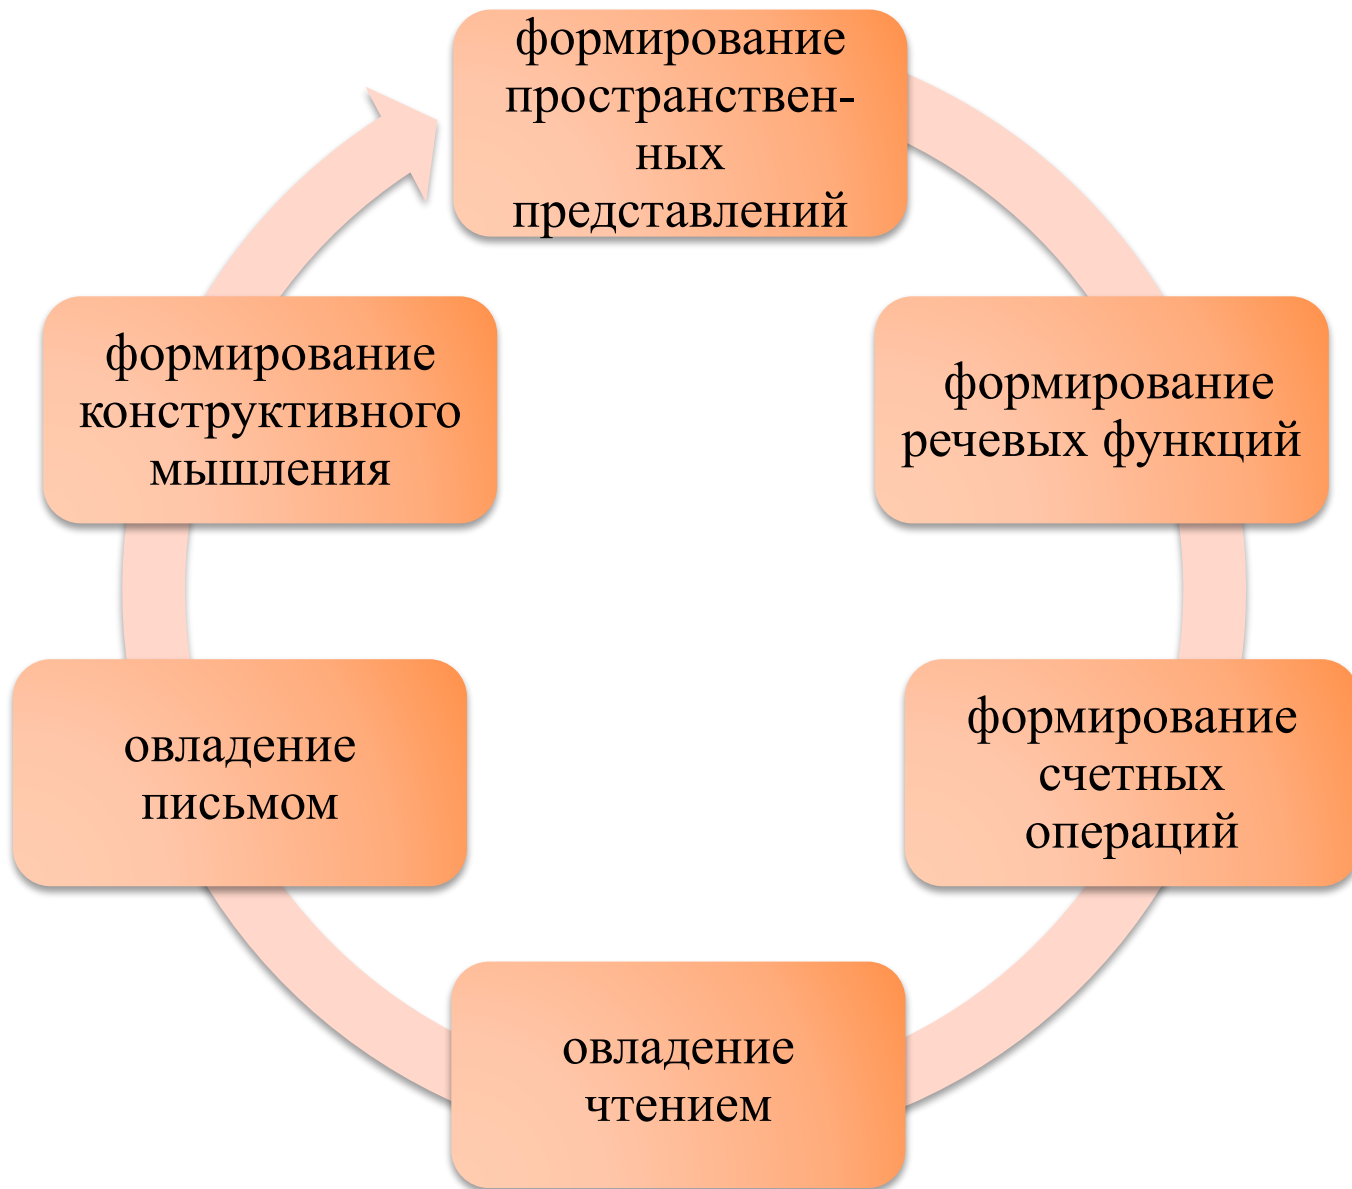 формирование
пространствен-
ных
представлений
формирование
речевых функций
формирование
счетных
операций
овладение
чтением
овладение
письмом
формирование
конструктивного
мышления